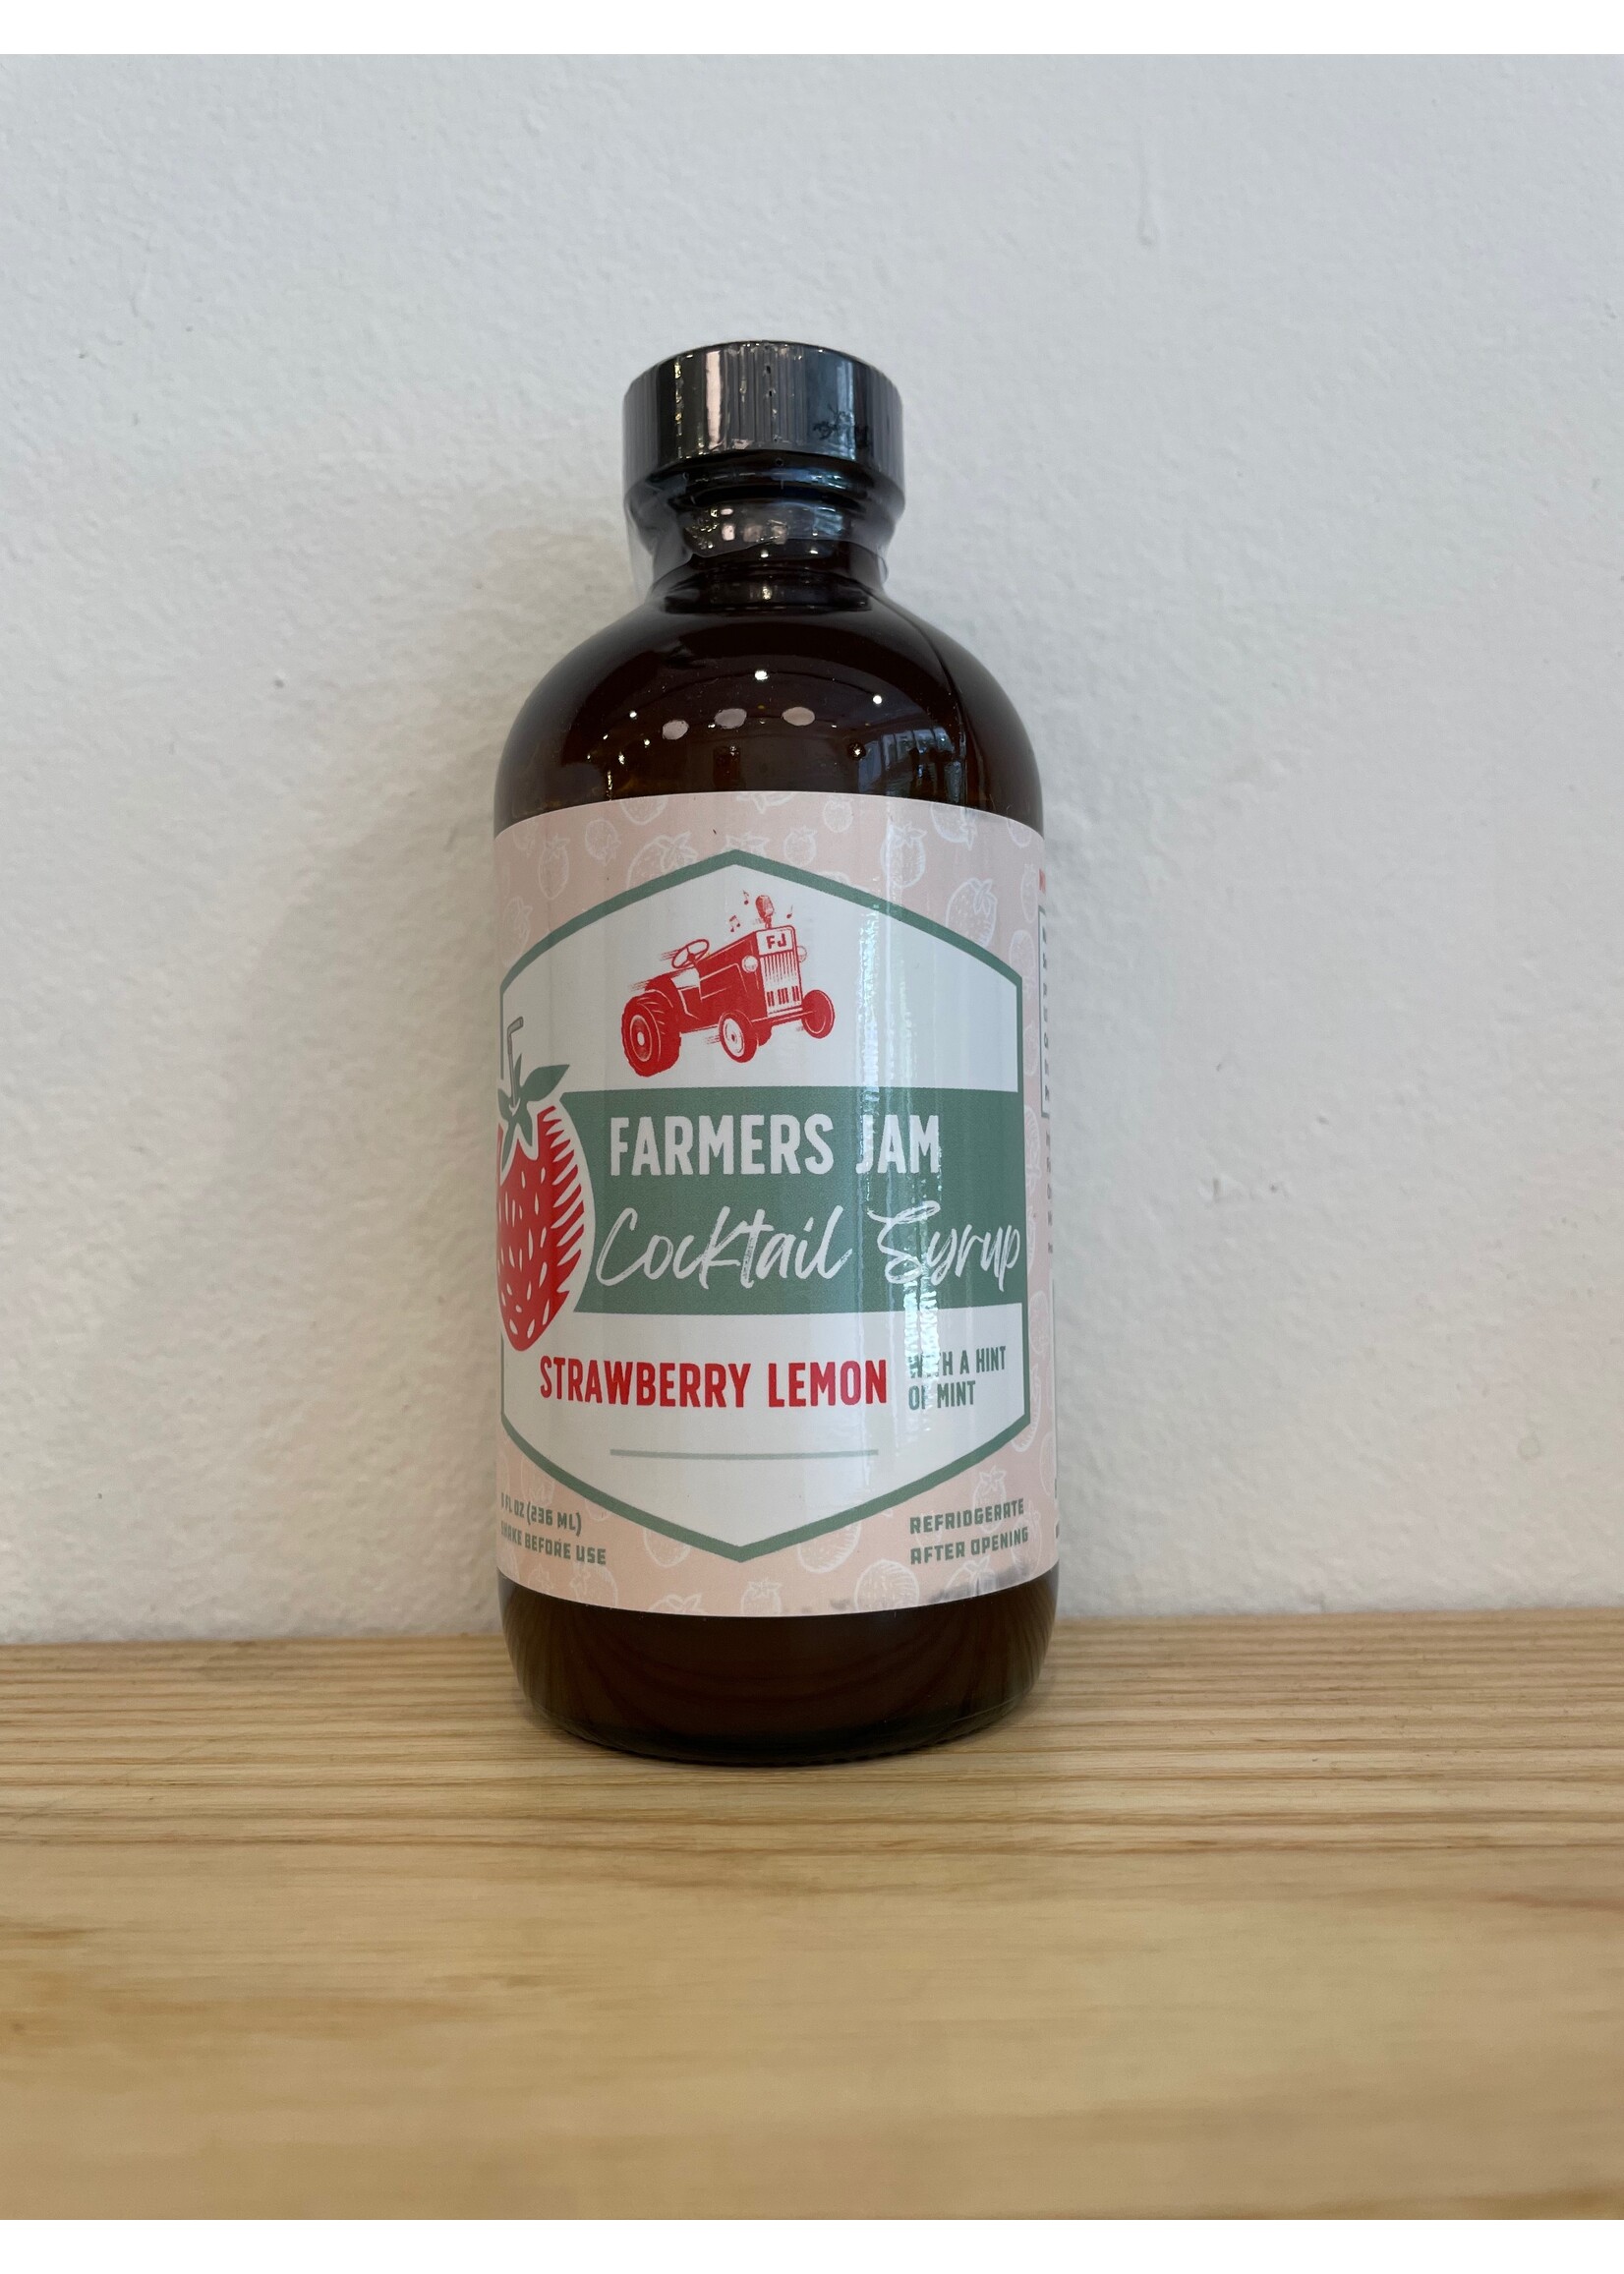 FJ
FARMERS JAM
Cocktail Syrup
STRAWBERRY LEMON
WITH A HINT
OF MINT
FL OZ (236 ML)
SHAKE BEFORE USE
REFRIDGERATE
AFTER OPENING